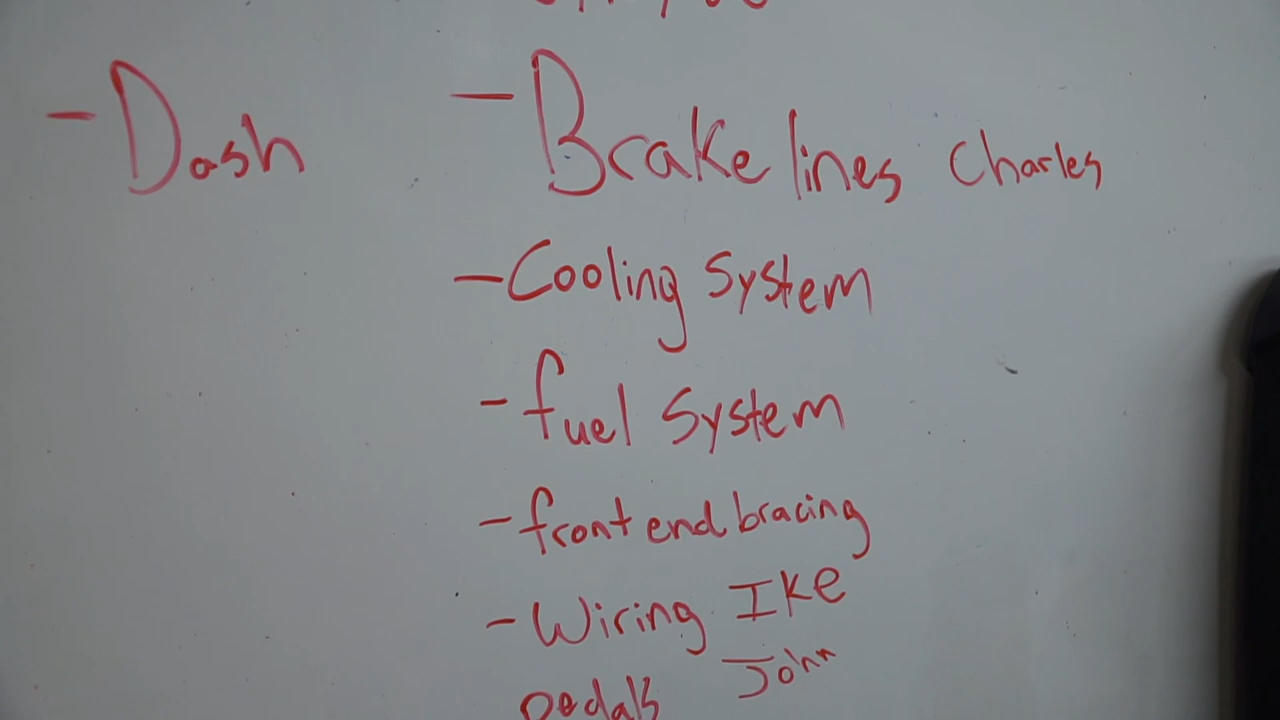 - Dash
- Brake lines Charles
- Cooling System
- fuel System
- front end bracing
- Wiring IKe
pedals John